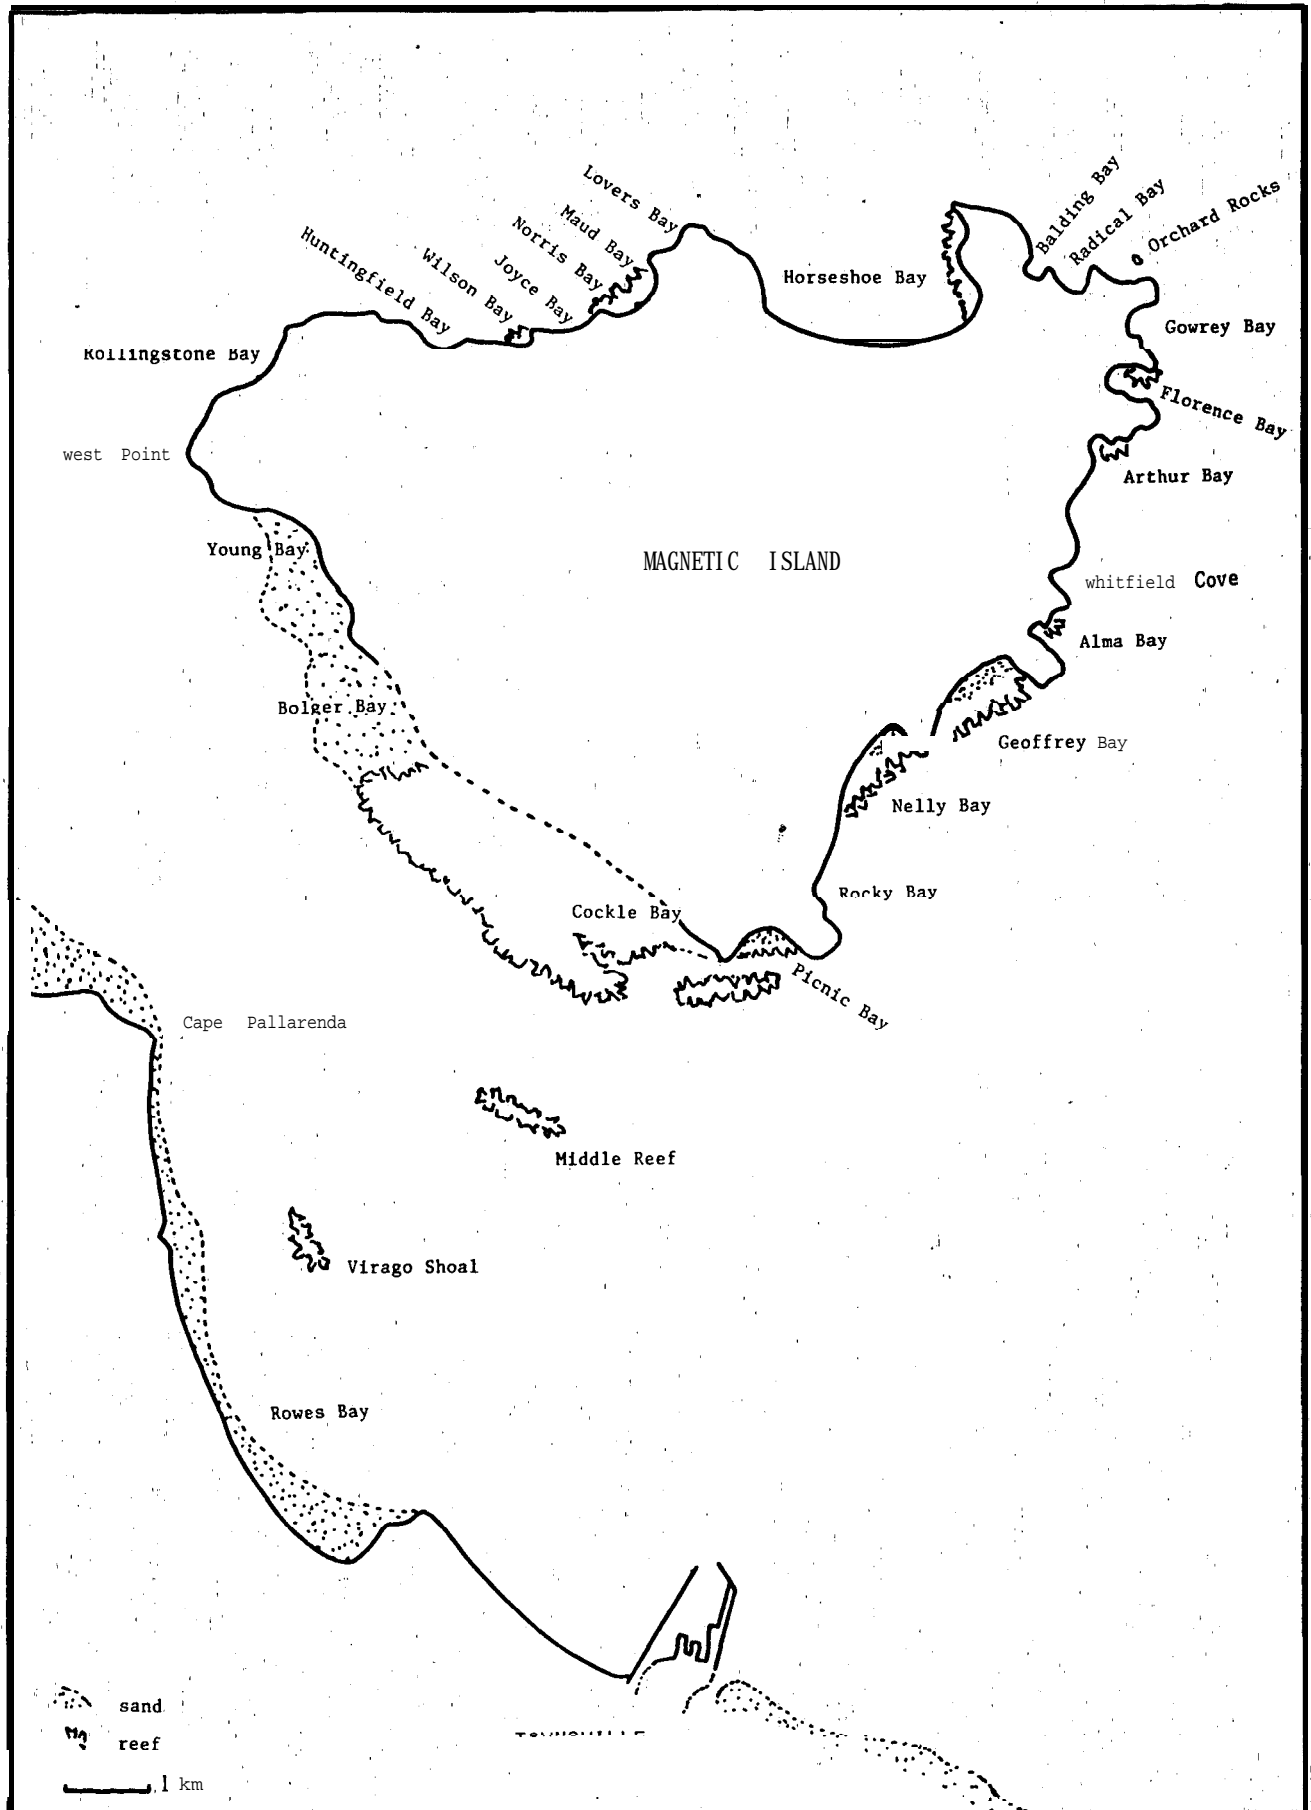 Lovers Bay
Maud Bay
Norris Bay
Joyce Bay
Wilson Bay
Huntingfield Bay
Rollingstone Bay
Horseshoe Bay
Balding Bay
Radical Bay
Orchard Rocks
Gowrey Bay
Florence Bay
west Point
Arthur Bay
Young Bay
MAGNETIC ISLAND
whitfield Cove
Alma Bay
Bolger Bay
Geoffrey Bay
Nelly Bay
Rocky Bay
Cockle Bay
Picnic Bay
Cape Pallarenda
Middle Reef
Virago Shoal
Rowes Bay
sand
reef
1 km